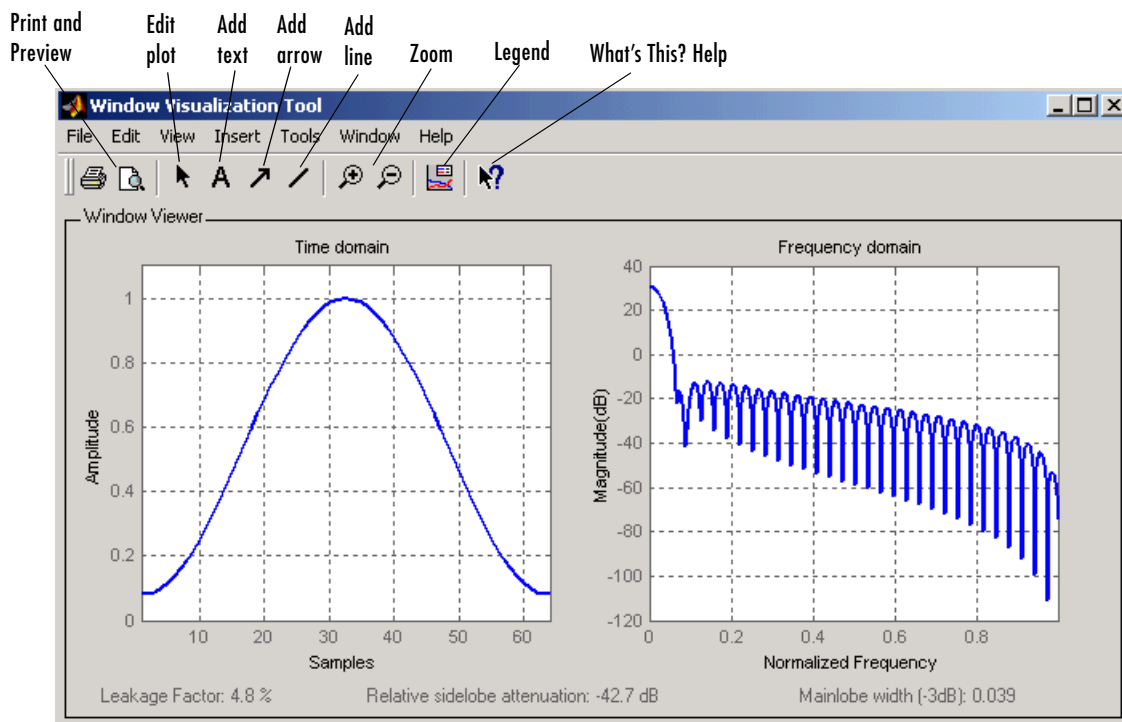 Print and Preview
Edit plot
Add text
Add arrow
Add line
Zoom
Legend
What's This? Help
Window Visualization Tool
File Edit View Insert Tools Window Help
A
?
Window Viewer
Time domain
Amplitude
1
0.8
0.6
0.4
0.2
0
10 20 30 40 50 60
Samples
Frequency domain
Magnitude(dB)
40
20
0
-20
-40
-60
-80
-100
-120
0 0.2 0.4 0.6 0.8
Normalized Frequency
Leakage Factor: 4.8 %
Relative sidelobe attenuation: -42.7 dB
Mainlobe width (-3dB): 0.039